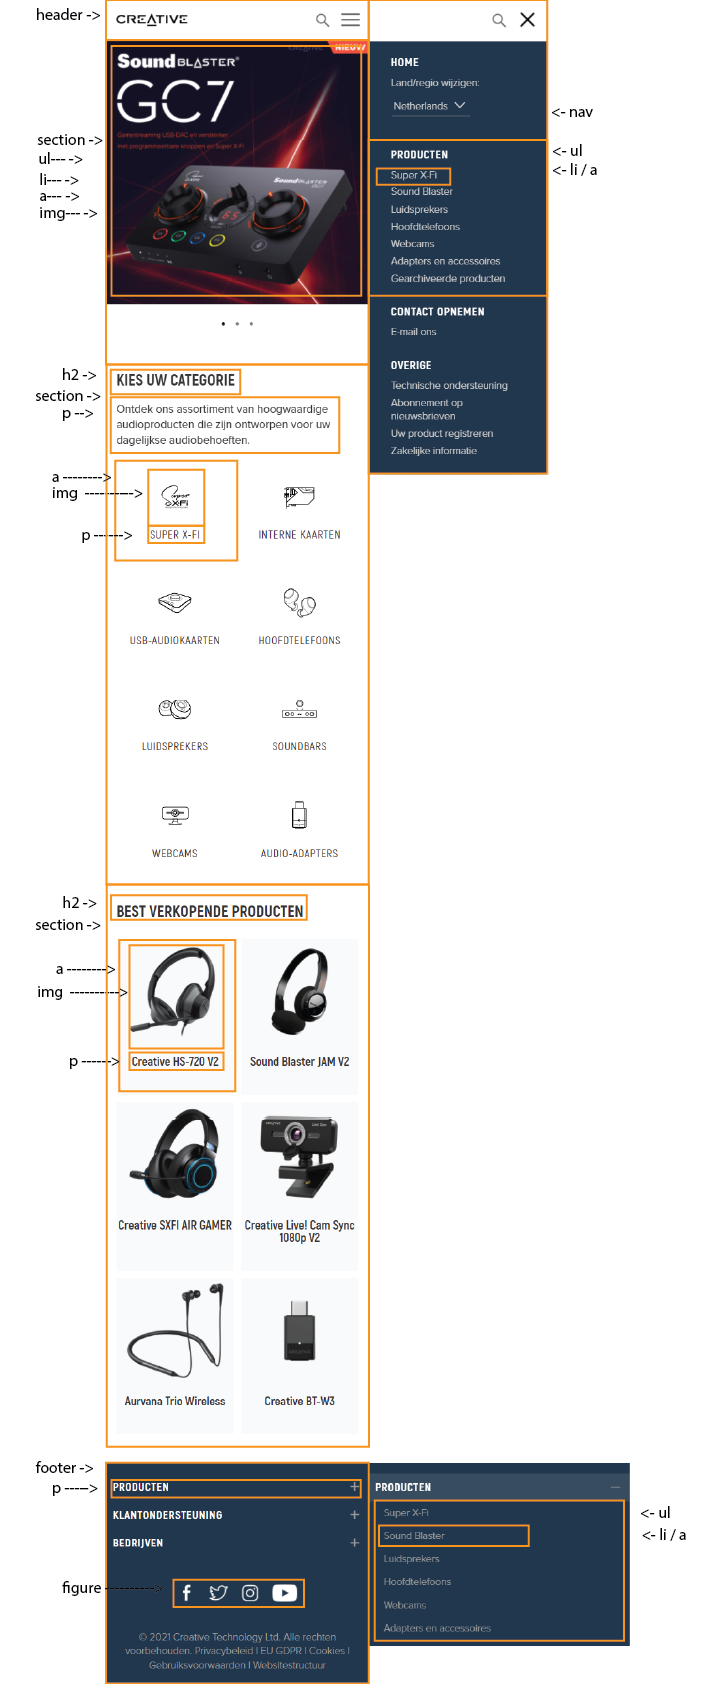 header ->
CREATIVE
NIEUW
Sound BLASTER®
GC7
Gamestreaming USB-DAC en versterker
met programmeerbare knoppen en Super X-Fi
Sound BLASTER
GC7
section ->
ul--- ->
li--- ->
a--- ->
img--- ->
HOME
Land/regio wijzigen:
Netherlands
<- nav
PRODUCTEN
<- ul
Super X-Fi
<- li / a
Sound Blaster
Luidsprekers
Hoofdtelefoons
Webcams
Adapters en accessoires
Gearchiveerde producten
CONTACT OPNEMEN
E-mail ons
OVERIGE
Technische ondersteuning
Abonnement op
nieuwsbrieven
Uw product registreren
Zakelijke informatie
h2 ->
KIES UW CATEGORIE
section ->
p -->
Ontdek ons assortiment van hoogwaardige
audioproducten die zijn ontworpen voor uw
dagelijkse audiobehoeften.
a -------->
img ---------->
Super
X-Fi
p ------>
SUPER X-FI
INTERNE KAARTEN
USB-AUDIOKAARTEN
HOOFDTELEFOONS
LUIDSPREKERS
SOUNDBARS
WEBCAMS
AUDIO-ADAPTERS
h2 ->
BEST VERKOPENDE PRODUCTEN
section ->
a -------->
img ---------->
p ------>
Creative HS-720 V2
Sound Blaster JAM V2
Creative SXFI AIR GAMER
Creative Live! Cam Sync
1080p V2
Aurvana Trio Wireless
Creative BT-W3
footer ->
p ----->
PRODUCTEN
KLANTONDERSTEUNING
BEDRIJVEN
figure ----------->
© 2021 Creative Technology Ltd. Alle rechten
voorbehouden. Privacybeleid | EU GDPR | Cookies |
Gebruiksvoorwaarden | Websitestructuur
PRODUCTEN
Super X-Fi
<- ul
Sound Blaster
<- li / a
Luidsprekers
Hoofdtelefoons
Webcams
Adapters en accessoires